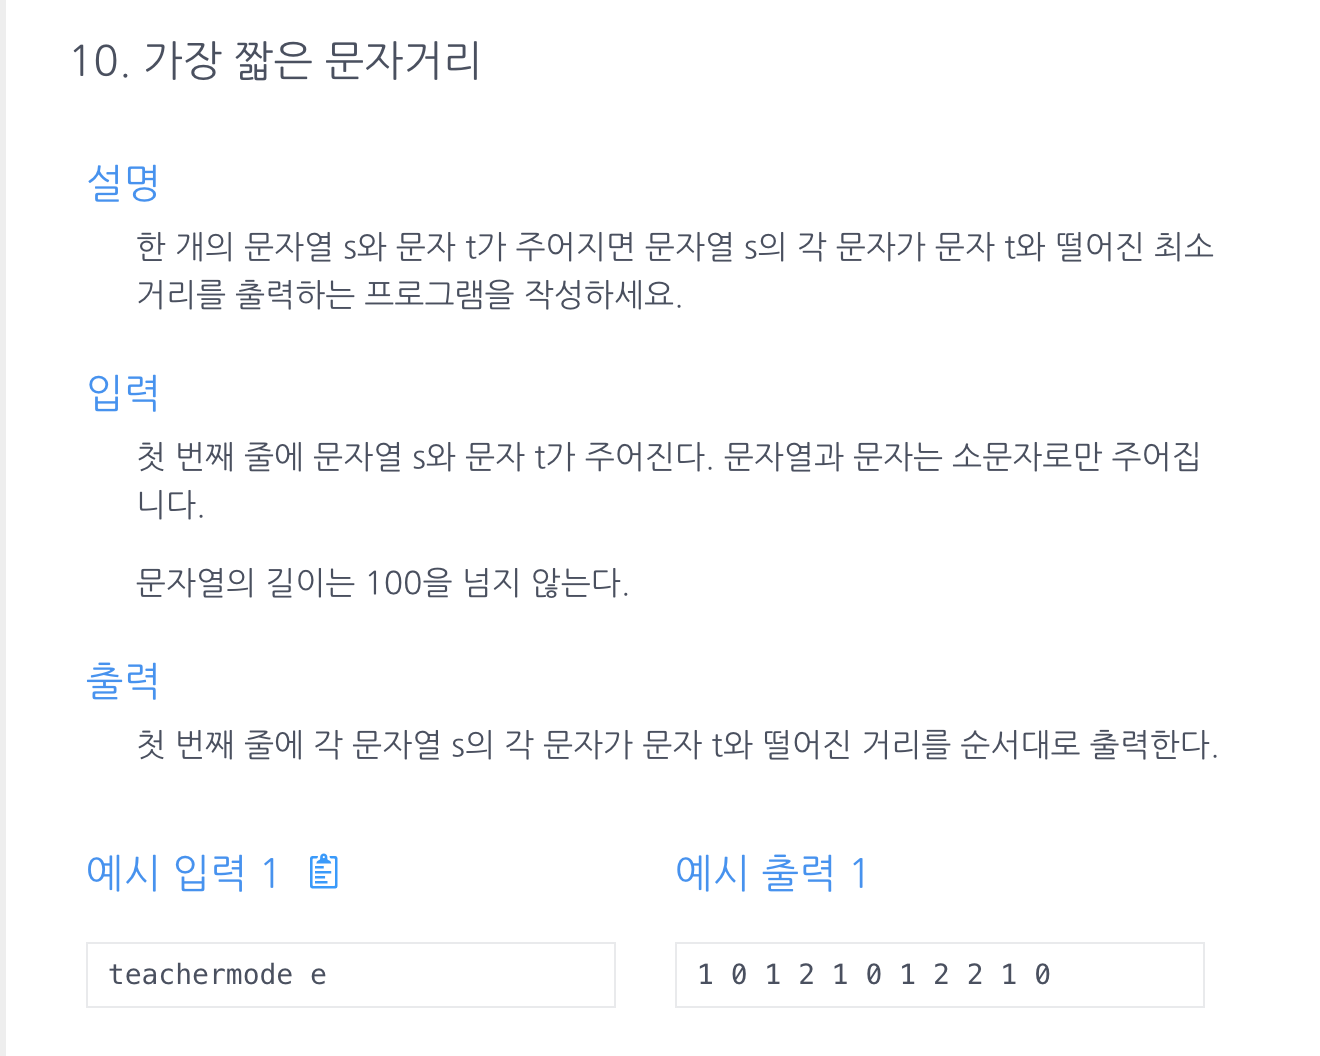 10. 가장 짧은 문자거리
설명
한 개의 문자열 s와 문자 t가 주어지면 문자열 s의 각 문자가 문자 t와 떨어진 최소
거리를 출력하는 프로그램을 작성하세요.
입력
첫 번째 줄에 문자열 s와 문자 t가 주어진다. 문자열과 문자는 소문자로만 주어집
니다.
문자열의 길이는 100을 넘지 않는다.
출력
첫 번째 줄에 각 문자열 s의 각 문자가 문자 t와 떨어진 거리를 순서대로 출력한다.
예시 입력 1
예시 출력 1
teachermode e
1 0 1 2 1 0 1 2 2 1 0